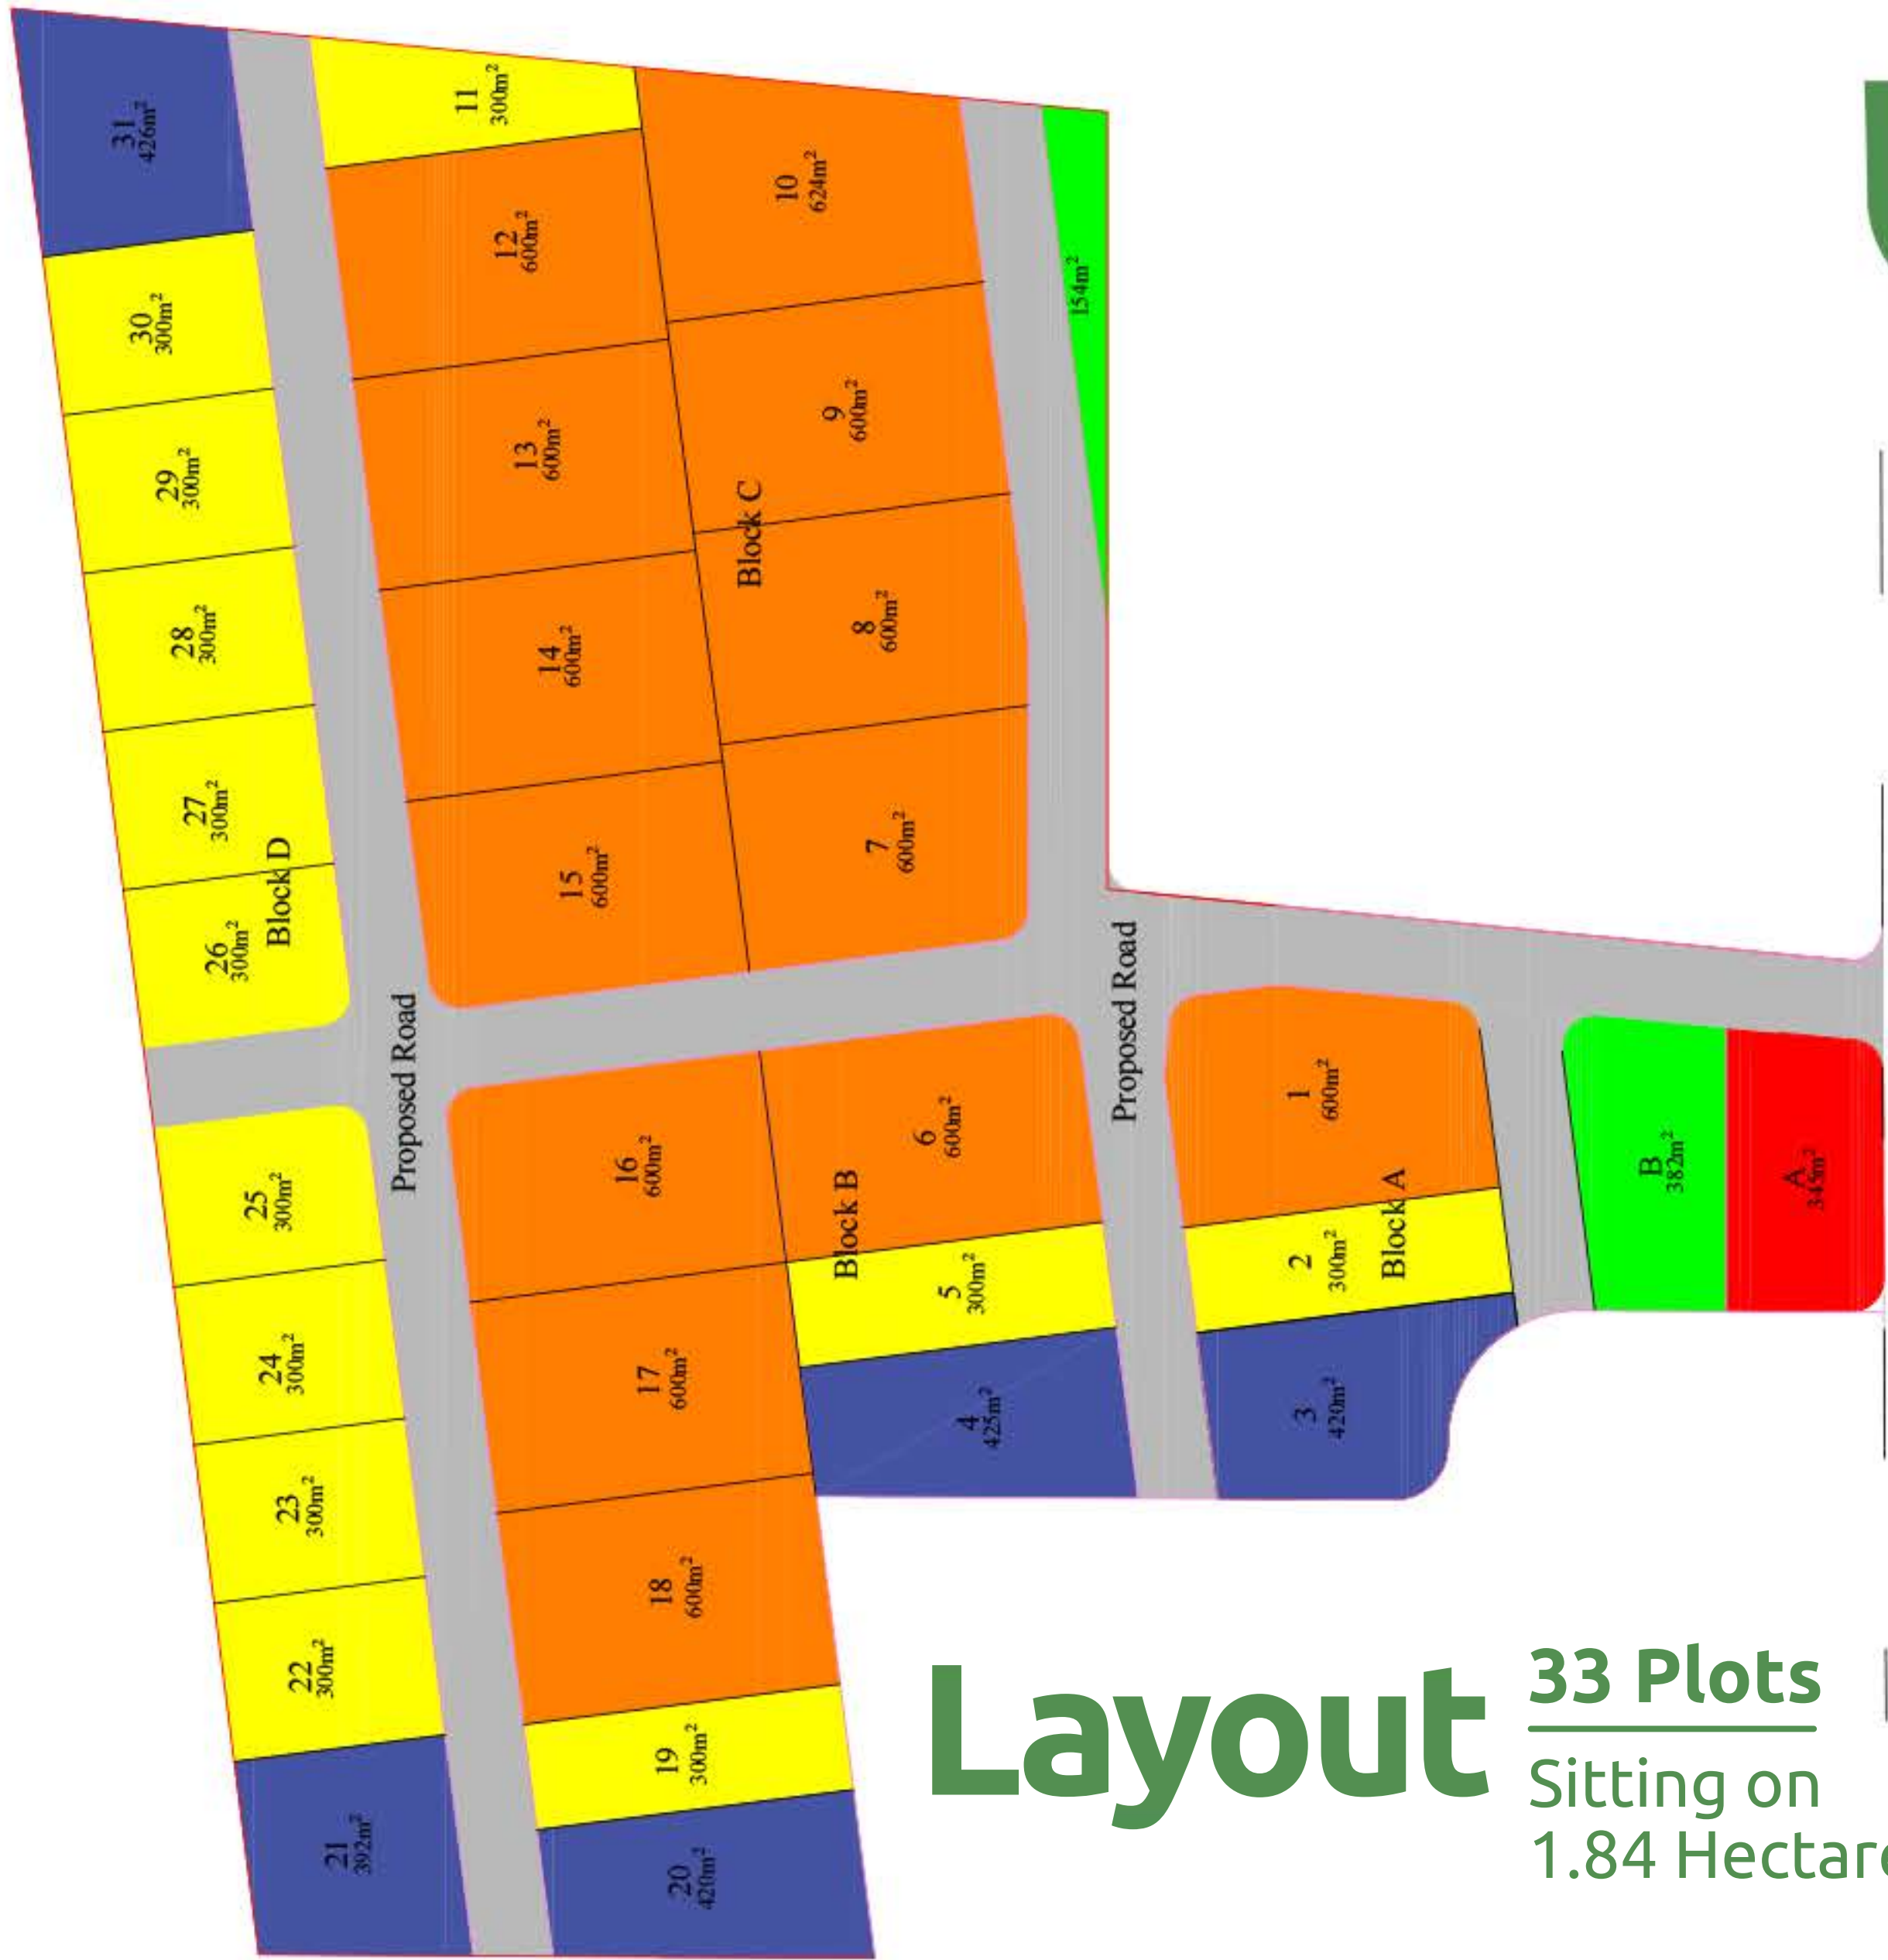 31
426m²
30
300m²
29
300m²
28
300m²
27
300m²
26
300m²
Block D
25
300m²
24
300m²
23
300m²
22
300m²
21
392m²
Proposed Road
11
300m²
12
600m²
13
600m²
14
600m²
15
600m²
16
600m²
17
600m²
18
600m²
19
300m²
20
420m²
10
624m²
9
600m²
Block C
8
600m²
7
600m²
6
600m²
Block B
5
300m²
4
425m²
154m²
Proposed Road
1
600m²
2
300m²
Block A
3
420m²
B
382m²
A
345m²
Layout
33 Plots
Sitting on
1.84 Hectare